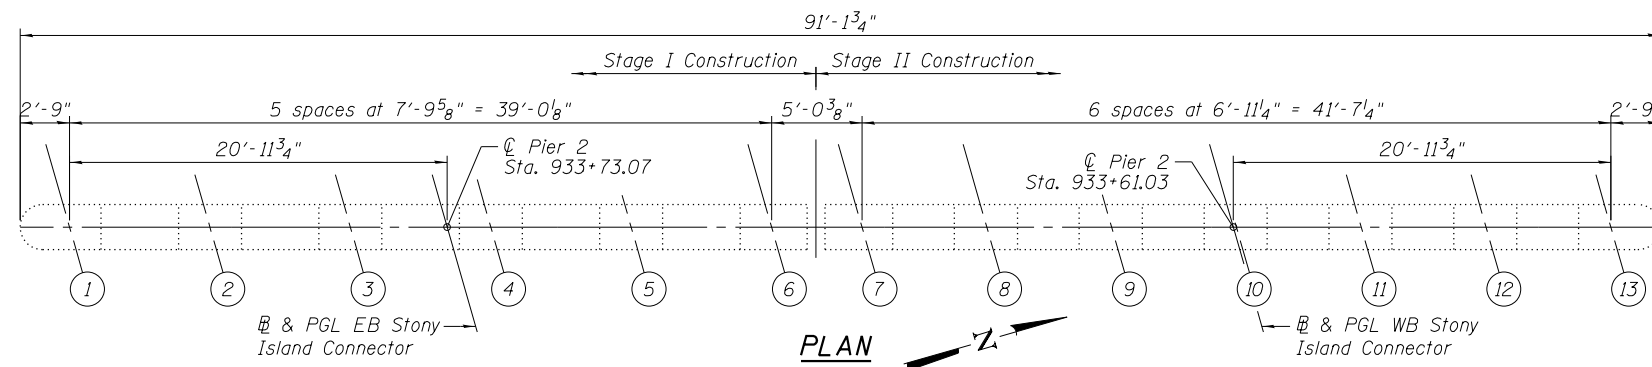 91'-1¾"
Stage I Construction
Stage II Construction
2'-9"
5 spaces at 7'-9⅝" = 39'-0⅛"
5'-0⅜"
6 spaces at 6'-11¼" = 41'-7¼"
2'-9"
20'-11¾"
℄ Pier 2
Sta. 933+73.07
℄ Pier 2
Sta. 933+61.03
20'-11¾"
1 2 3 4 5 6 7 8 9 10 11 12 13
BL & PGL EB Stony
Island Connector
PLAN
N
BL & PGL WB Stony
Island Connector